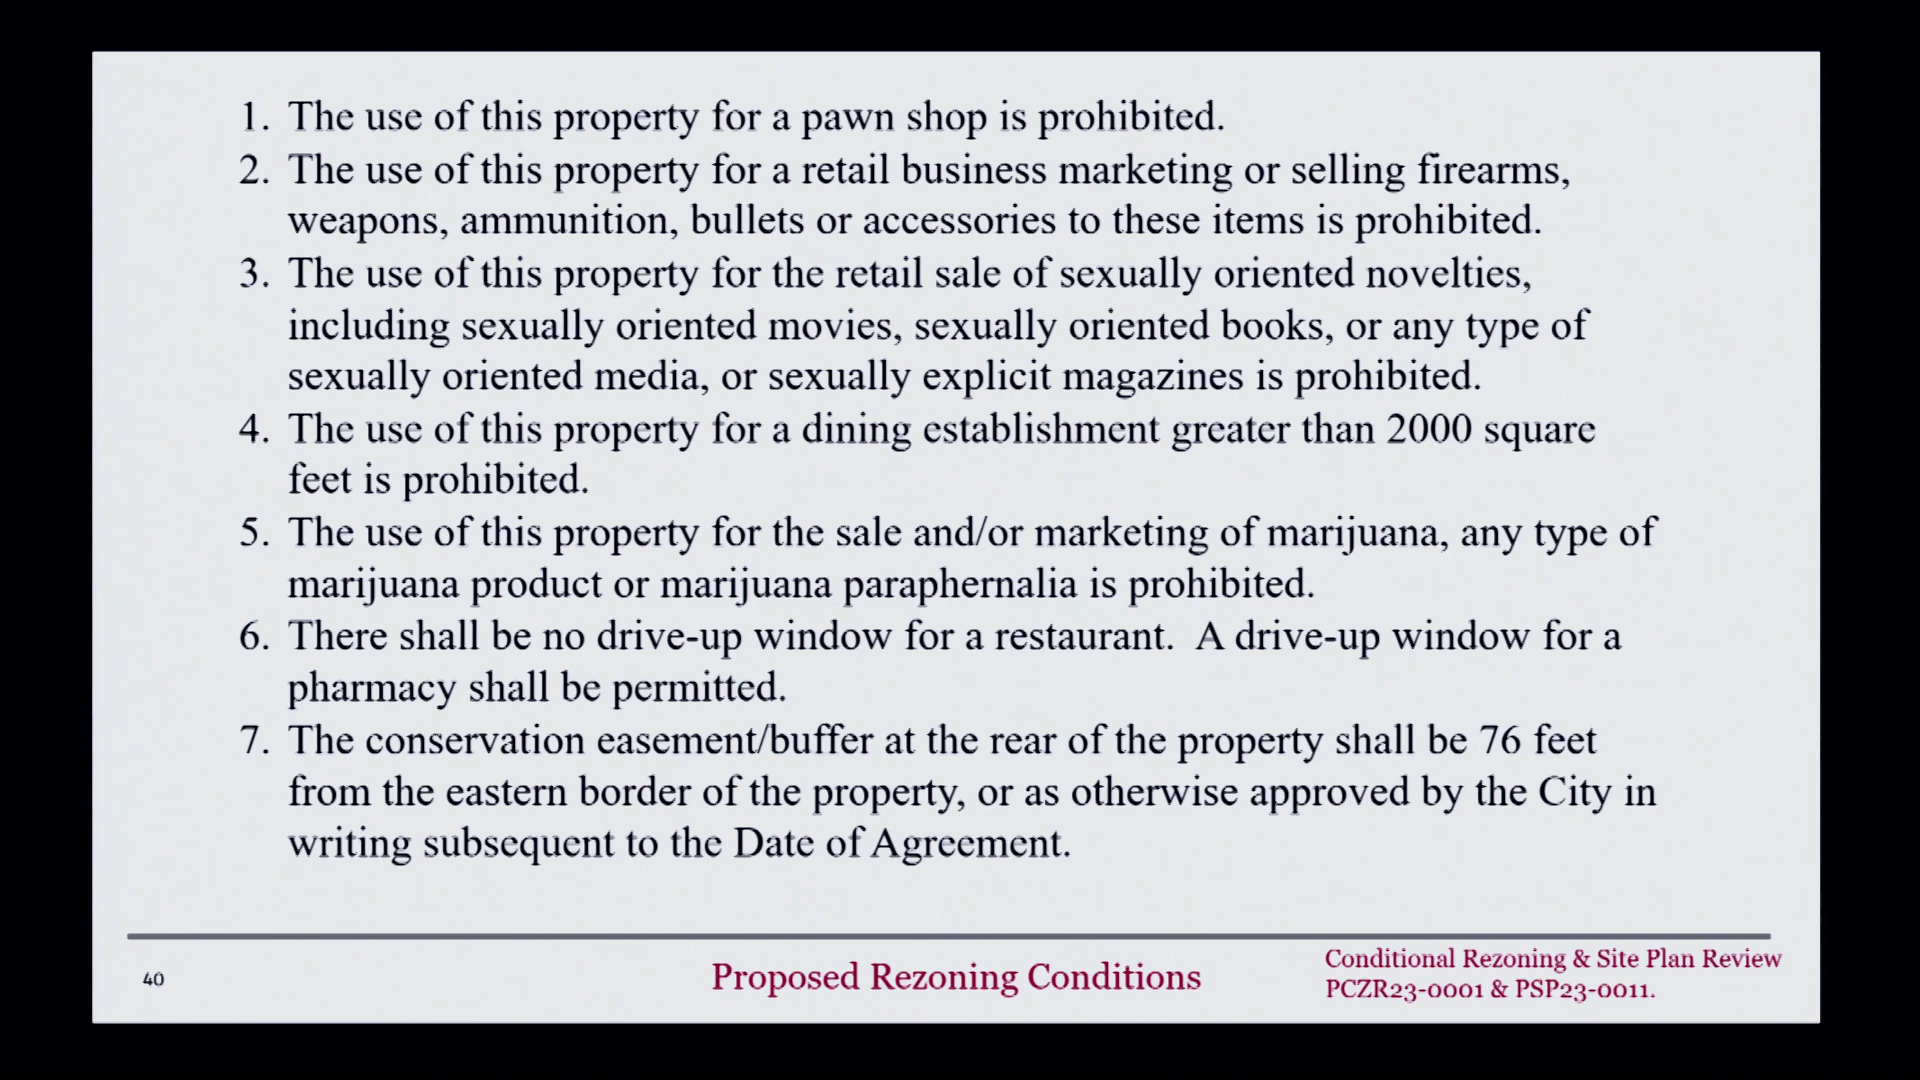 1. The use of this property for a pawn shop is prohibited.
2. The use of this property for a retail business marketing or selling firearms,
weapons, ammunition, bullets or accessories to these items is prohibited.
3. The use of this property for the retail sale of sexually oriented novelties,
including sexually oriented movies, sexually oriented books, or any type of
sexually oriented media, or sexually explicit magazines is prohibited.
4. The use of this property for a dining establishment greater than 2000 square
feet is prohibited.
5. The use of this property for the sale and/or marketing of marijuana, any type of
marijuana product or marijuana paraphernalia is prohibited.
6. There shall be no drive-up window for a restaurant.  A drive-up window for a
pharmacy shall be permitted.
7. The conservation easement/buffer at the rear of the property shall be 76 feet
from the eastern border of the property, or as otherwise approved by the City in
writing subsequent to the Date of Agreement.
40
Proposed Rezoning Conditions
Conditional Rezoning & Site Plan Review
PCZR23-0001 & PSP23-0011.